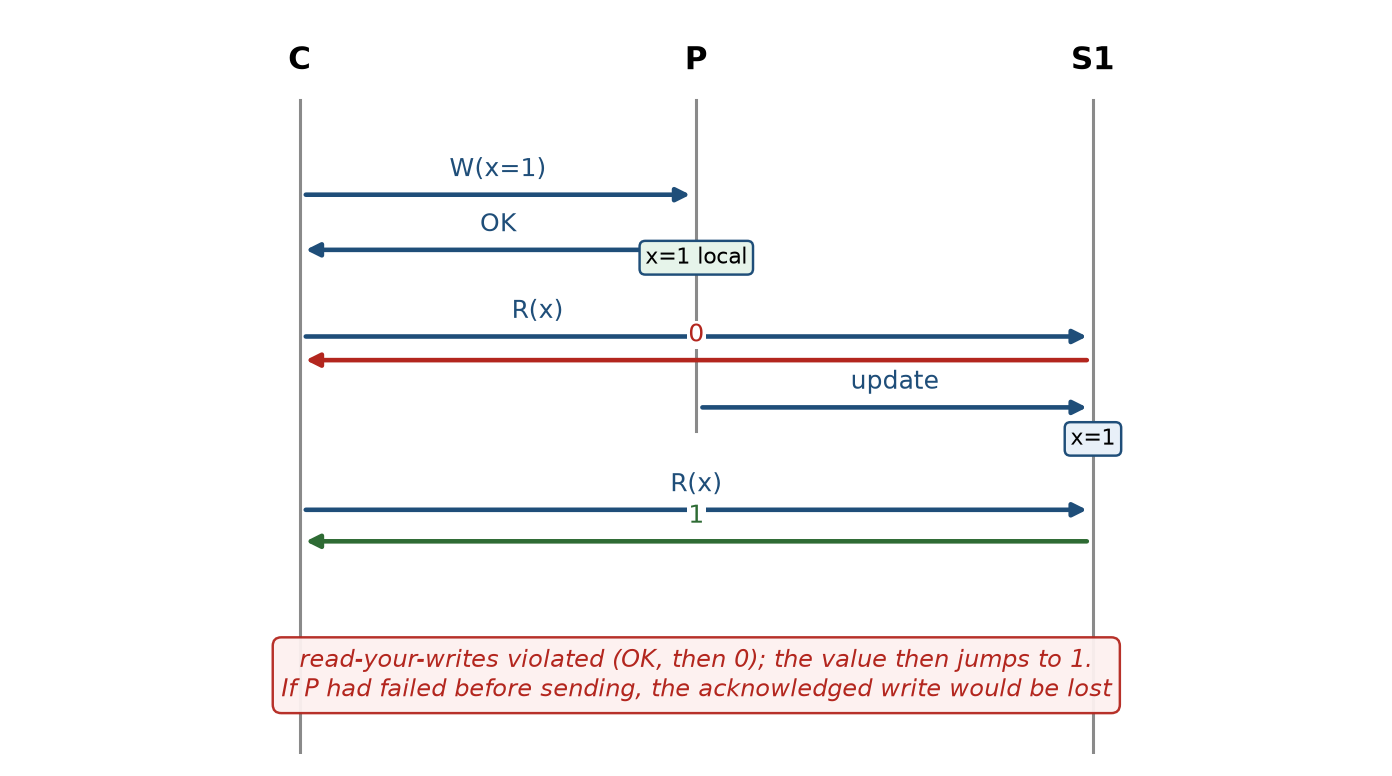 C
P
S1
W(x=1)
OK
x=1 local
R(x)
0
update
x=1
R(x)
1
read-your-writes violated (OK, then 0); the value then jumps to 1.
If P had failed before sending, the acknowledged write would be lost